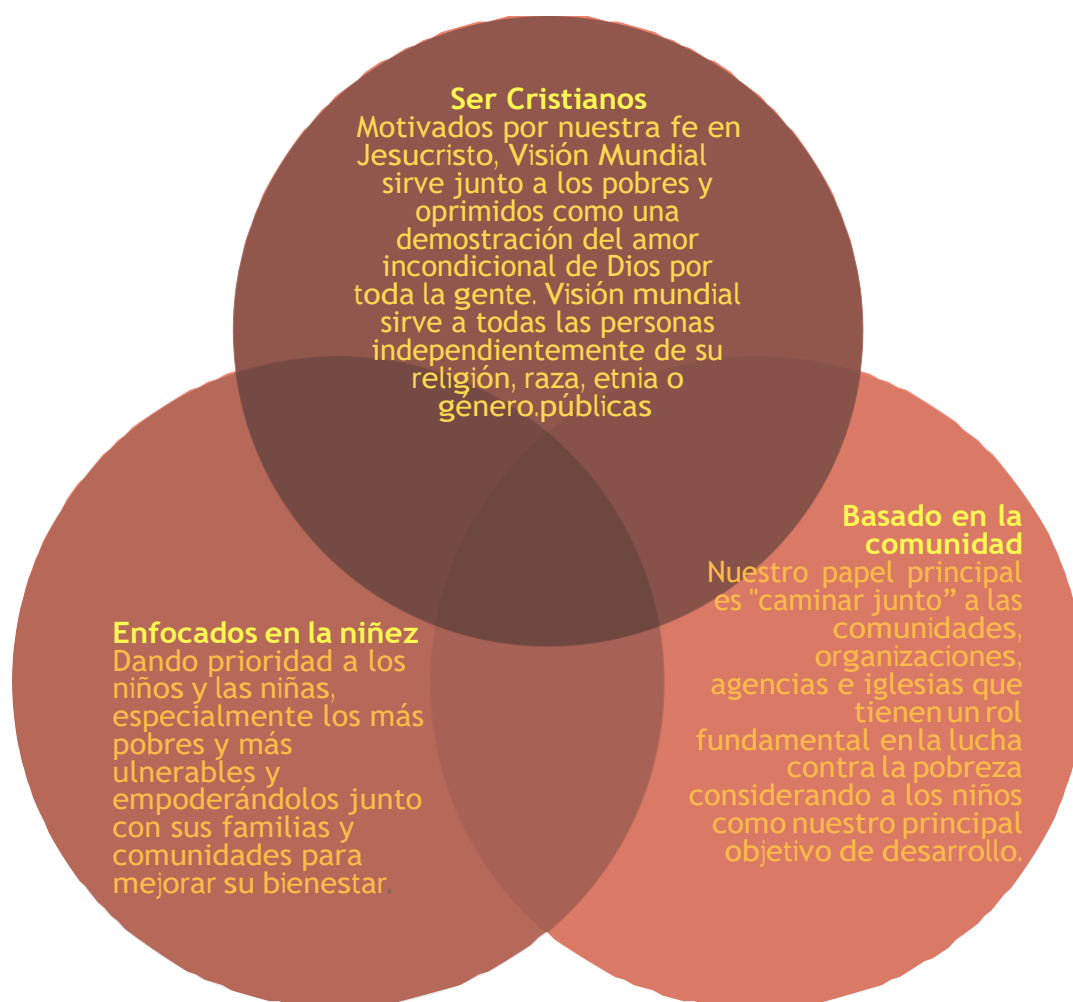 Ser Cristianos
Motivados por nuestra fe en
Jesucristo, Visión Mundial
sirve junto a los pobres y
oprimidos como una
demostración del amor
incondicional de Dios por
toda la gente. Visión mundial
sirve a todas las personas
independientemente de su
religión, raza, etnia o
género.públicas
Enfocados en la niñez
Dando prioridad a los
niños y las niñas,
especialmente los más
pobres y más
ulnerables y
empoderándolos junto
con sus familias y
comunidades para
mejorar su bienestar.
Basado en la
comunidad
Nuestro papel principal
es "caminar junto” a las
comunidades,
organizaciones,
agencias e iglesias que
tienen un rol
fundamental en la lucha
contra la pobreza
considerando a los niños
como nuestro principal
objetivo de desarrollo.